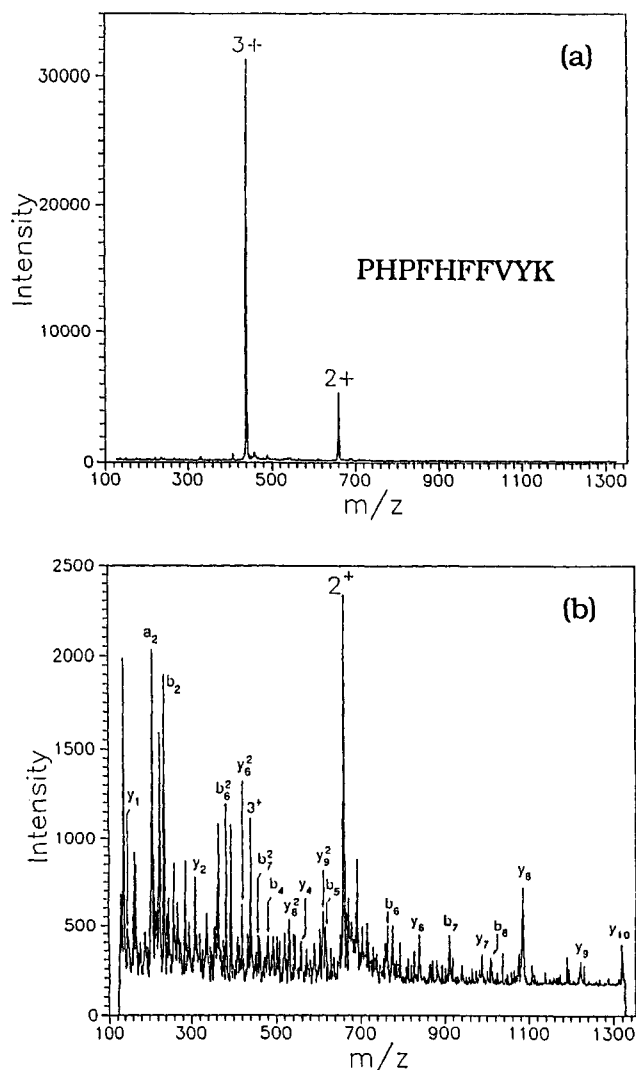 (a)
3+
2+
PHPFHFFVYK
Intensity
30000
20000
10000
0
100 300 500 700 900 1100 1300
m/z
(b)
2⁺
a₂
b₂
y₁
y₂
b₆²
y₆²
3⁺
b₇²
b₄
y₈²
y₄
y₉²
b₅
b₆
y₆
b₇
y₇
b₈
y₈
y₉
y₁₀
Intensity
2500
2000
1500
1000
500
0
100 300 500 700 900 1100 1300
m/z